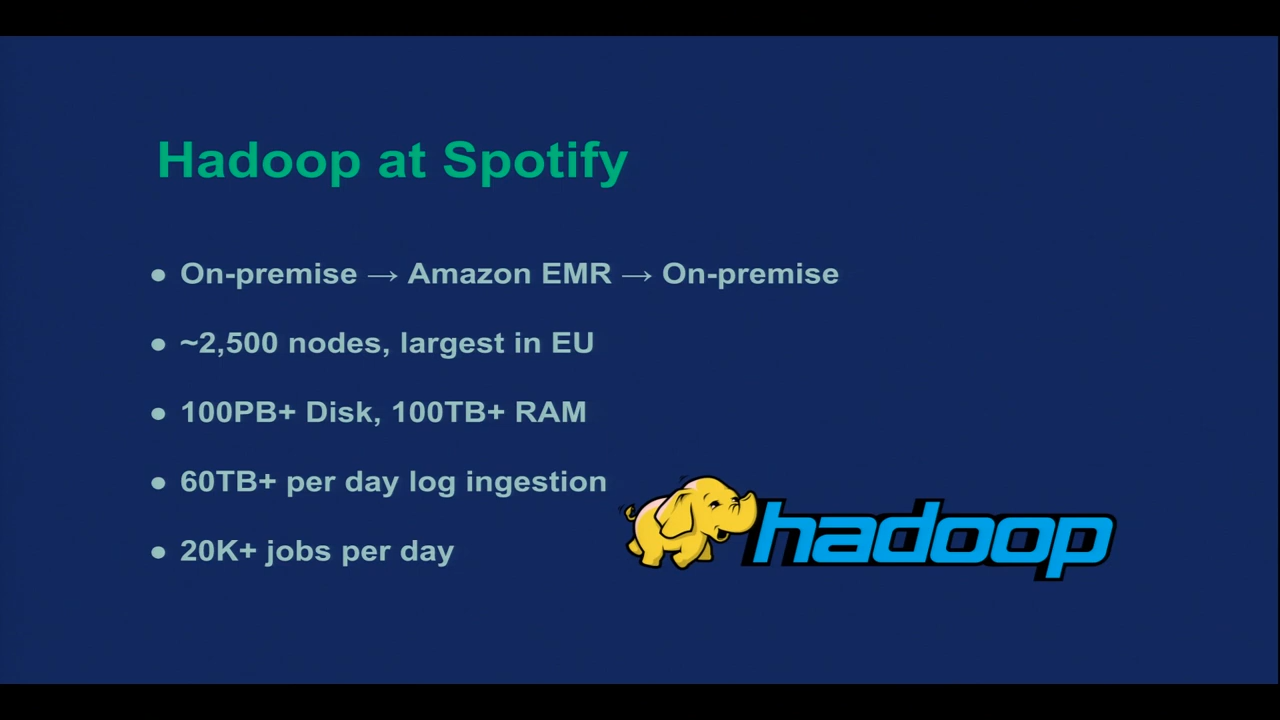 Hadoop at Spotify
● On-premise → Amazon EMR → On-premise
● ~2,500 nodes, largest in EU
● 100PB+ Disk, 100TB+ RAM
● 60TB+ per day log ingestion
● 20K+ jobs per day
hadoop